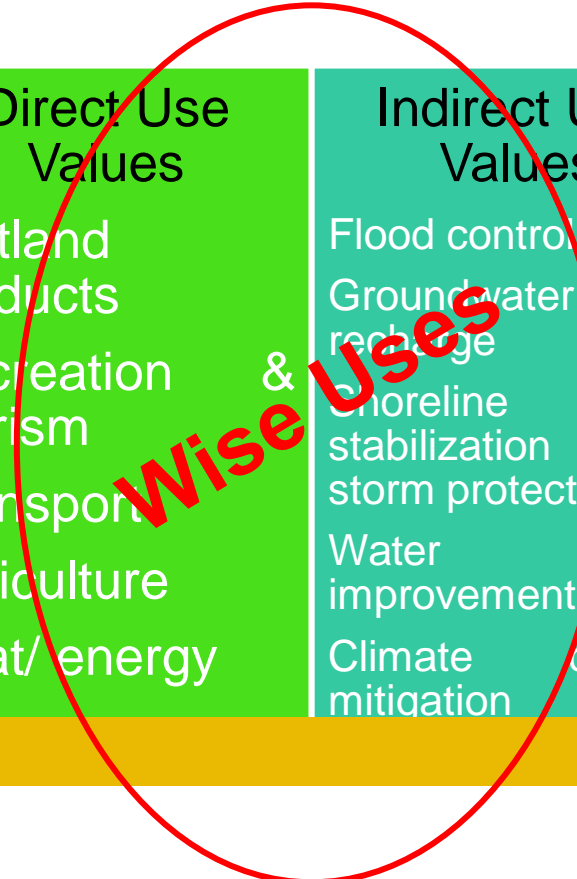 Direct Use
Values
tland
ducts
creation &
rism
nsport
iculture
at/ energy
Indirect U
Values
Flood control
Groundwater
recharge
Shoreline
stabilization
storm protect
Water
improvement
Climate c
mitigation
Wise Uses